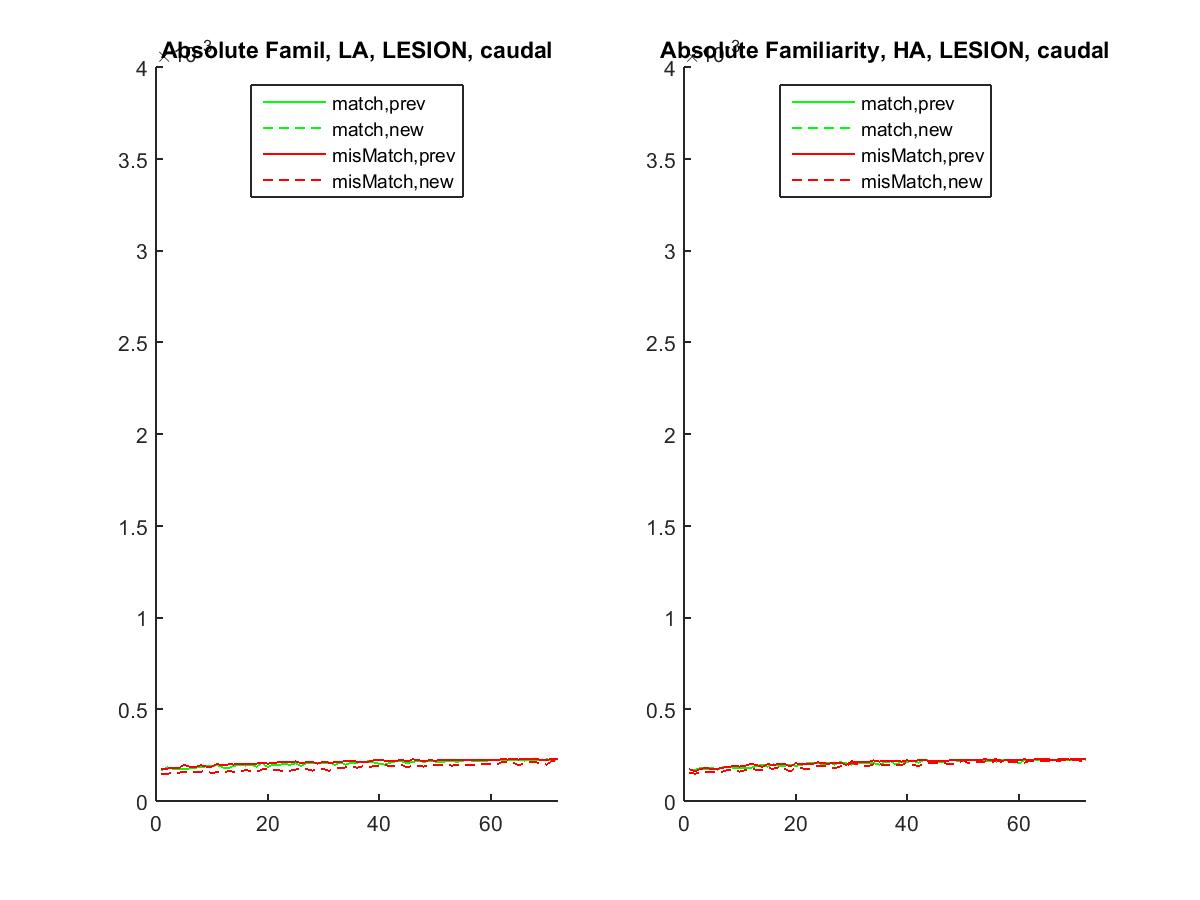 Absolute Famil, LA, LESION, caudal
4
3.5
3
2.5
2
1.5
1
0.5
0
0 20 40 60
match,prev
match,new
misMatch,prev
misMatch,new
Absolute Familiarity, HA, LESION, caudal
4
3.5
3
2.5
2
1.5
1
0.5
0
0 20 40 60
match,prev
match,new
misMatch,prev
misMatch,new